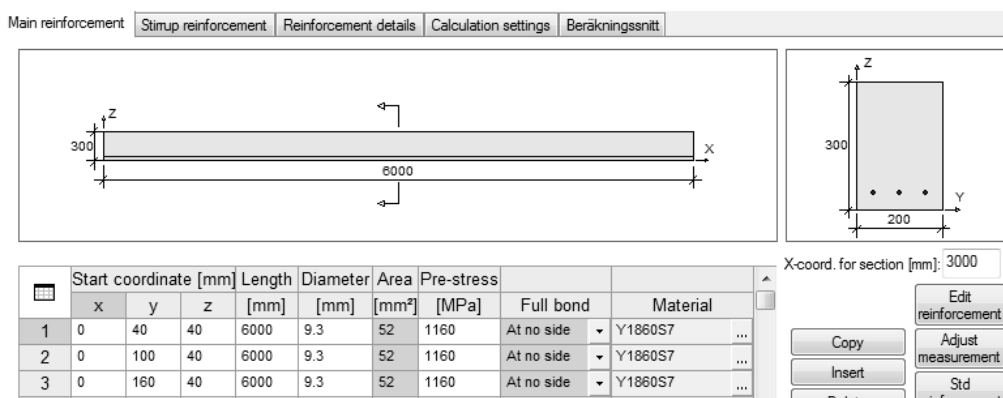 Main reinforcement Stirrup reinforcement Reinforcement details Calculation settings Beräkningssnitt
Z
300
X
6000
Z
300
Y
200
X-coord. for section [mm]: 3000
Start coordinate [mm] Length Diameter Area Pre-stress
x y z [mm] [mm] [mm²] [MPa] Full bond Material
1 0 40 40 6000 9.3 52 1160 At no side Y1860S7 ...
2 0 100 40 6000 9.3 52 1160 At no side Y1860S7 ...
3 0 160 40 6000 9.3 52 1160 At no side Y1860S7 ...
Edit
reinforcement
Copy
Adjust
measurement
Insert
Std